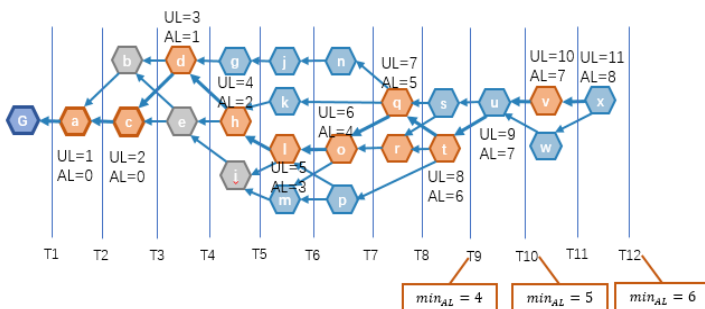 UL=3
AL=1
b
d
g
j
n
UL=7
AL=5
UL=10
AL=7
UL=11
AL=8
UL=4
AL=2
k
q
s
u
v
x
G
a
c
e
h
UL=6
AL=4
UL=1
AL=0
UL=2
AL=0
l
o
r
t
UL=9
AL=7
w
i
UL=5
AL=3
m
p
UL=8
AL=6
T1
T2
T3
T4
T5
T6
T7
T8
T9
T10
T11
T12
min_AL = 4
min_AL = 5
min_AL = 6